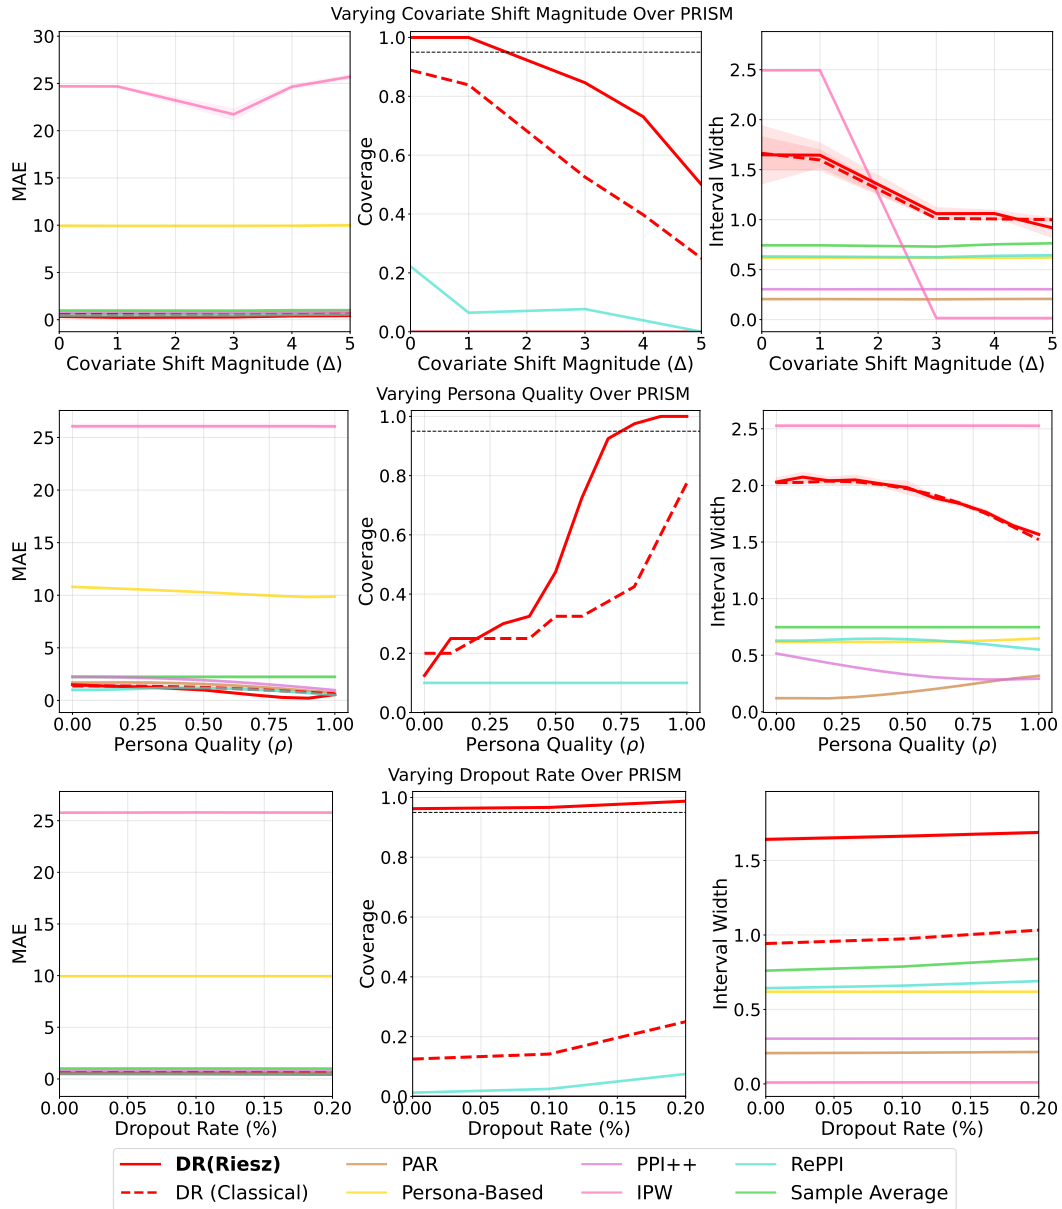 Varying Covariate Shift Magnitude Over PRISM
MAE
30
25
20
15
10
5
0
0 1 2 3 4 5
Covariate Shift Magnitude (Δ)
Coverage
1.0
0.8
0.6
0.4
0.2
0.0
0 1 2 3 4 5
Covariate Shift Magnitude (Δ)
Interval Width
2.5
2.0
1.5
1.0
0.5
0.0
0 1 2 3 4 5
Covariate Shift Magnitude (Δ)
Varying Persona Quality Over PRISM
MAE
25
20
15
10
5
0
0.00 0.25 0.50 0.75 1.00
Persona Quality (ρ)
Coverage
1.0
0.8
0.6
0.4
0.2
0.0
0.00 0.25 0.50 0.75 1.00
Persona Quality (ρ)
Interval Width
2.5
2.0
1.5
1.0
0.5
0.0
0.00 0.25 0.50 0.75 1.00
Persona Quality (ρ)
Varying Dropout Rate Over PRISM
MAE
25
20
15
10
5
0
0.00 0.05 0.10 0.15 0.20
Dropout Rate (%)
Coverage
1.0
0.8
0.6
0.4
0.2
0.0
0.00 0.05 0.10 0.15 0.20
Dropout Rate (%)
Interval Width
1.5
1.0
0.5
0.0
0.00 0.05 0.10 0.15 0.20
Dropout Rate (%)
DR(Riesz) PAR PPI++ RePPI
DR (Classical) Persona-Based IPW Sample Average